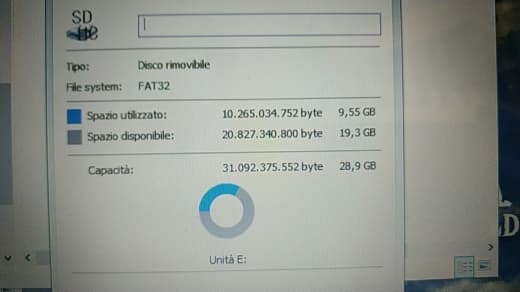 SD
HC
Tipo: Disco rimovibile
File system: FAT32
Spazio utilizzato: 10.265.034.752 byte 9,55 GB
Spazio disponibile: 20.827.340.800 byte 19,3 GB
Capacità: 31.092.375.552 byte 28,9 GB
Unità E: